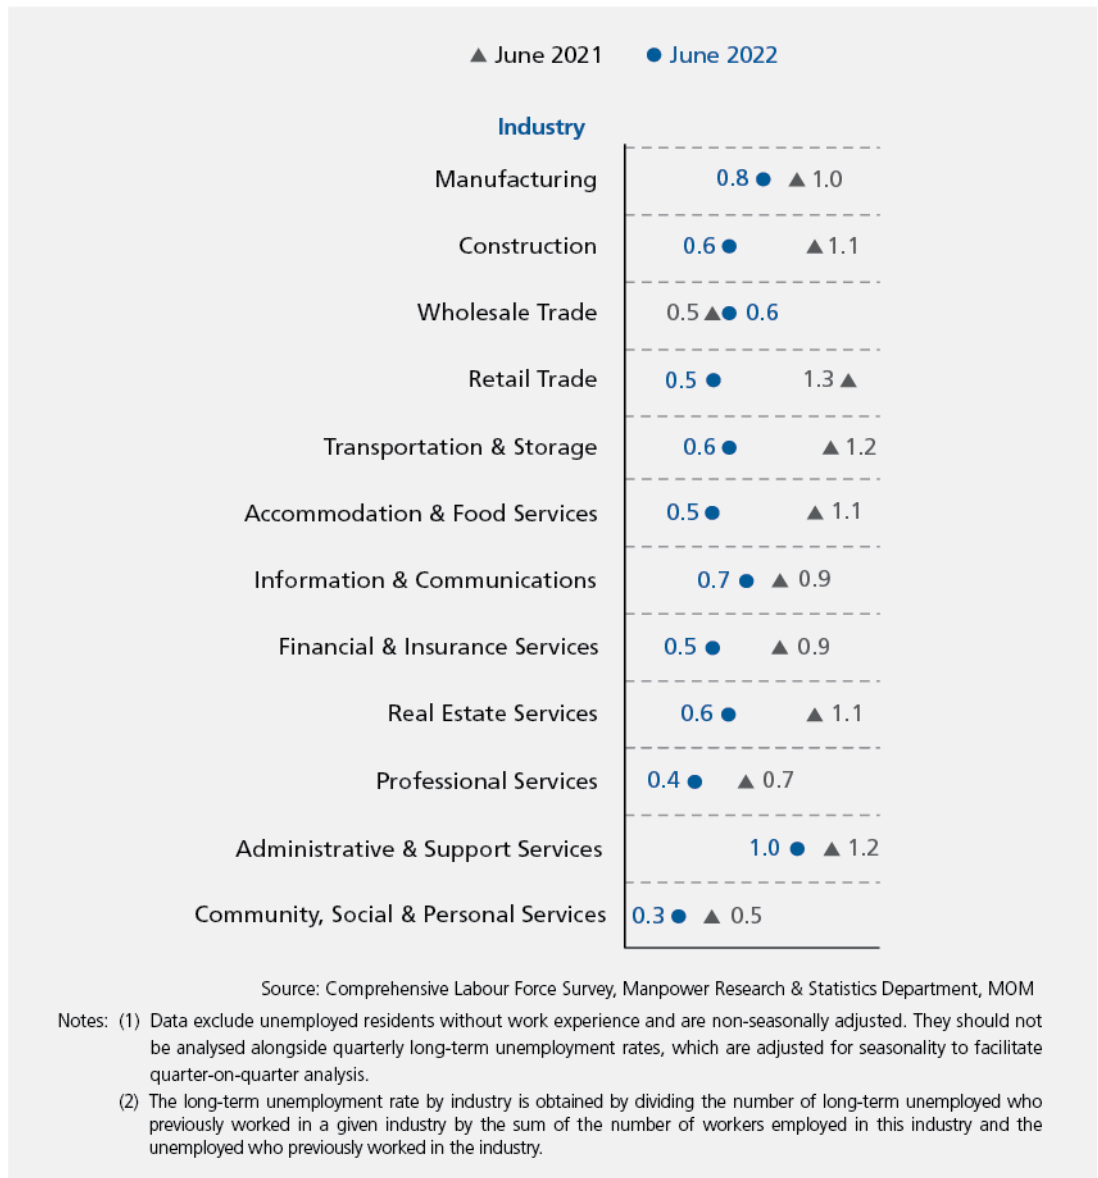 ▲ June 2021 ● June 2022
Industry
Manufacturing 0.8 1.0
Construction 0.6 1.1
Wholesale Trade 0.5 0.6
Retail Trade 0.5 1.3
Transportation & Storage 0.6 1.2
Accommodation & Food Services 0.5 1.1
Information & Communications 0.7 0.9
Financial & Insurance Services 0.5 0.9
Real Estate Services 0.6 1.1
Professional Services 0.4 0.7
Administrative & Support Services 1.0 1.2
Community, Social & Personal Services 0.3 0.5
Source: Comprehensive Labour Force Survey, Manpower Research & Statistics Department, MOM
Notes: (1) Data exclude unemployed residents without work experience and are non-seasonally adjusted. They should not
be analysed alongside quarterly long-term unemployment rates, which are adjusted for seasonality to facilitate
quarter-on-quarter analysis.
(2) The long-term unemployment rate by industry is obtained by dividing the number of long-term unemployed who
previously worked in a given industry by the sum of the number of workers employed in this industry and the
unemployed who previously worked in the industry.